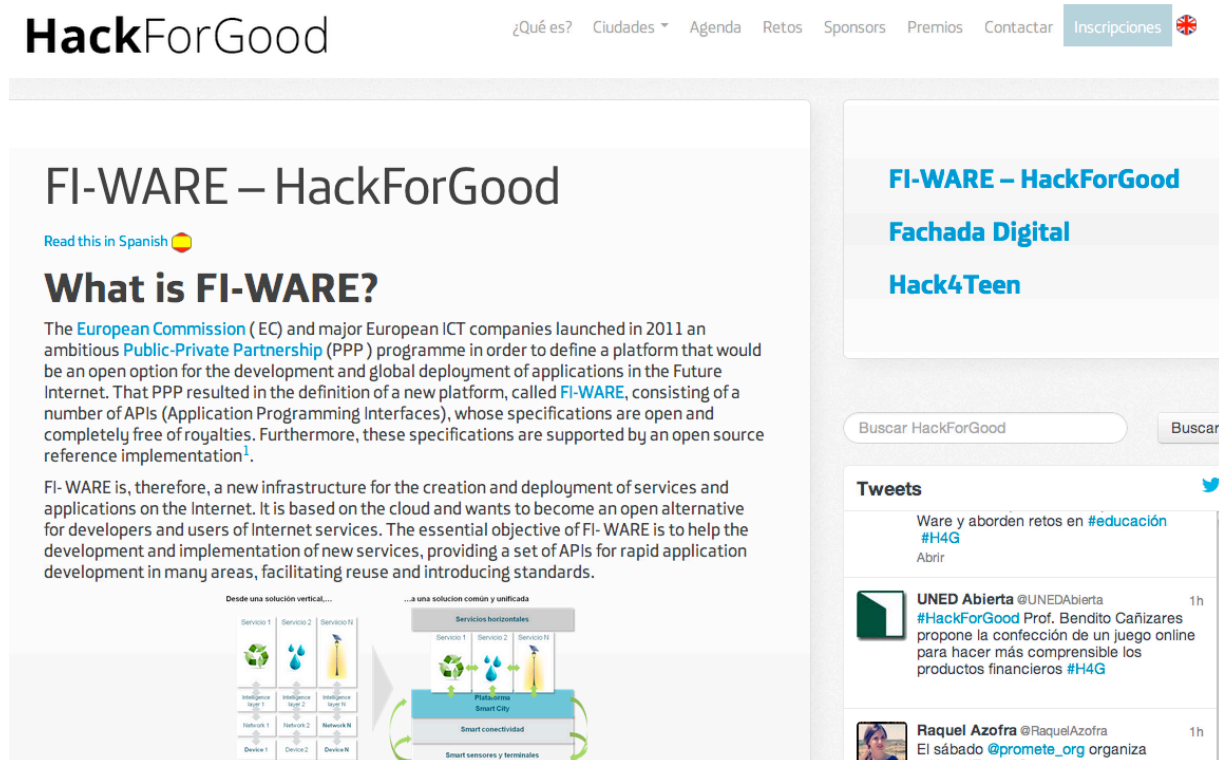 HackForGood
¿Qué es? Ciudades Agenda Retos Sponsors Premios Contactar Inscripciones
FI-WARE – HackForGood
Read this in Spanish
What is FI-WARE?
The European Commission ( EC) and major European ICT companies launched in 2011 an
ambitious Public-Private Partnership (PPP ) programme in order to define a platform that would
be an open option for the development and global deployment of applications in the Future
Internet. That PPP resulted in the definition of a new platform, called FI-WARE, consisting of a
number of APIs (Application Programming Interfaces), whose specifications are open and
completely free of royalties. Furthermore, these specifications are supported by an open source
reference implementation1.
FI- WARE is, therefore, a new infrastructure for the creation and deployment of services and
applications on the Internet. It is based on the cloud and wants to become an open alternative
for developers and users of Internet services. The essential objective of FI- WARE is to help the
development and implementation of new services, providing a set of APIs for rapid application
development in many areas, facilitating reuse and introducing standards.
Desde una solución vertical,...
Servicio 1 Servicio 2 Servicio N
Intelligence layer 1 Intelligence layer 2 Intelligence layer N
Network 1 Network 2 Network N
Device 1 Device 2 Device N
...a una solucion común y unificada
Servicios horizontales
Servicio 1 Servicio 2 Servicio N
Plataforma
Smart City
Smart conectividad
Smart sensores y terminales
FI-WARE – HackForGood
Fachada Digital
Hack4Teen
Buscar HackForGood Buscar
Tweets
Ware y aborden retos en #educación
#H4G
Abrir
UNED Abierta @UNEDAbierta 1h
#HackForGood Prof. Bendito Cañizares
propone la confección de un juego online
para hacer más comprensible los
productos financieros #H4G
Raquel Azofra @RaquelAzofra 1h
El sábado @promete_org organiza